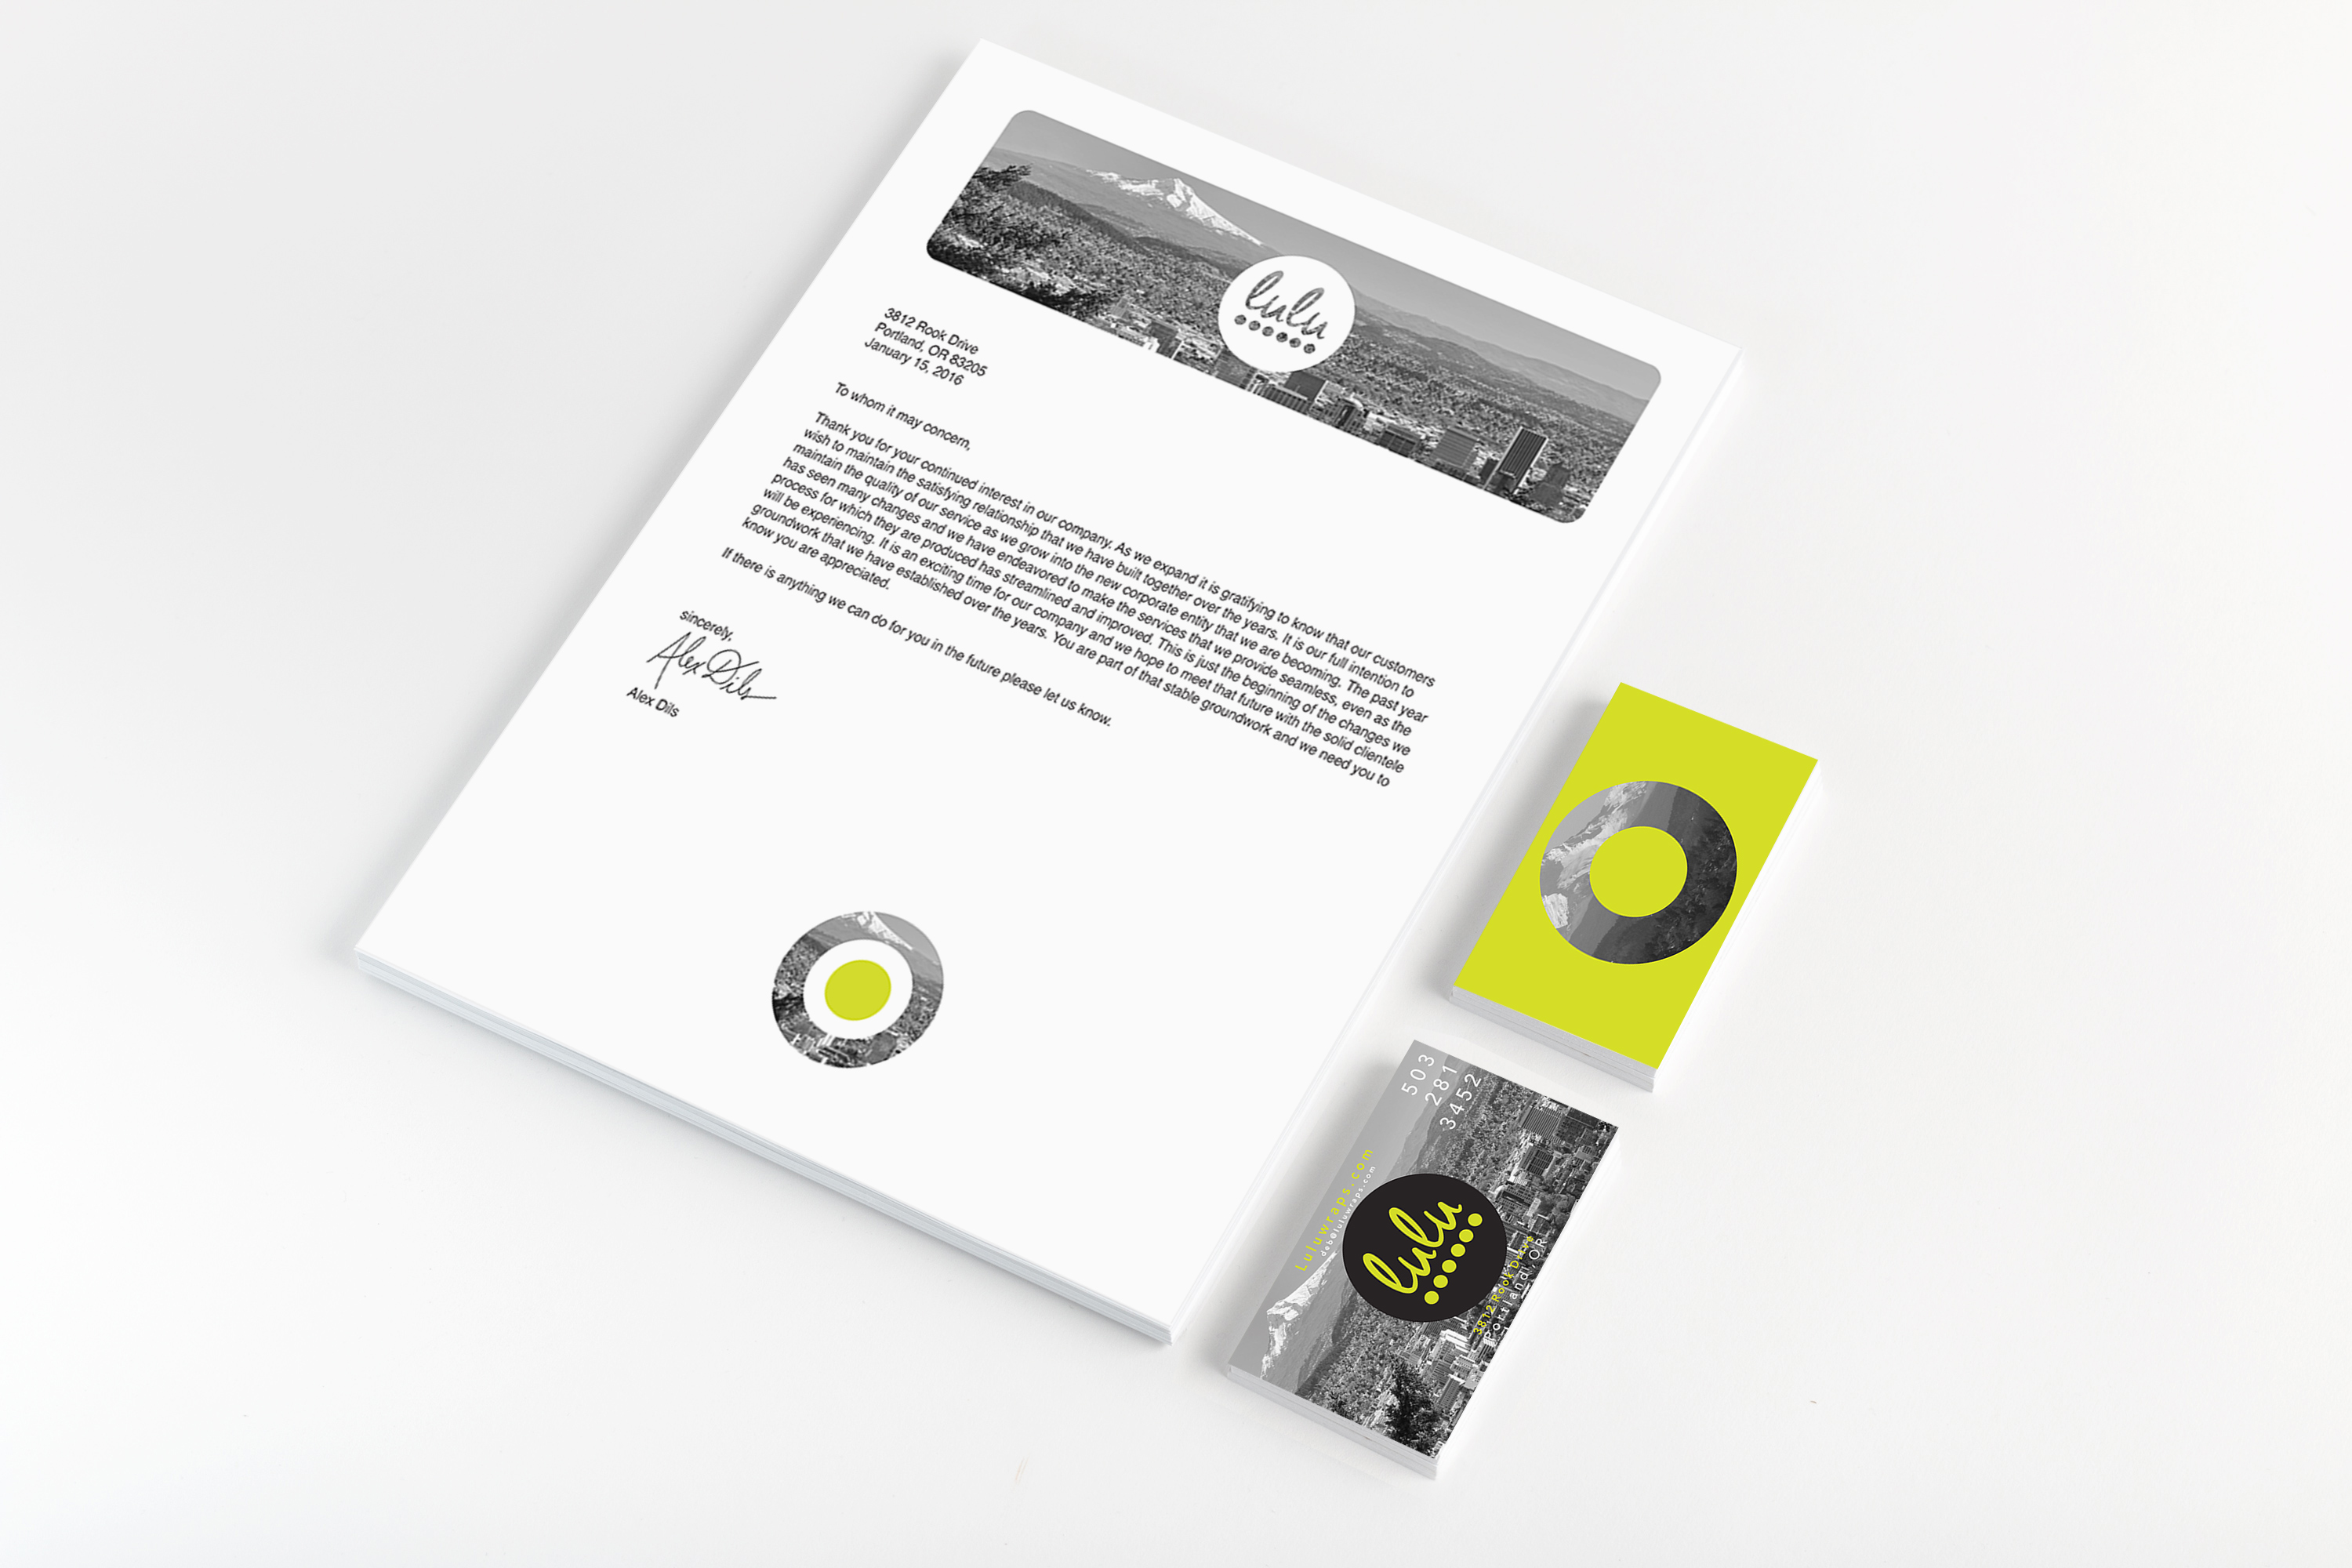 lulu
3812 Rook Drive
Portland, OR 83205
January 15, 2016
To whom it may concern,
Thank you for your continued interest in our company. As we expand it is gratifying to know that our customers
wish to maintain the satisfying relationship that we have built together over the years. It is our full intention to
maintain the quality of our service as we grow into the new corporate entity that we are becoming. The past year
has seen many changes and we have endeavored to make the services that we provide seamless, even as the
process for which they are produced has streamlined and improved. This is just the beginning of the changes we
will be experiencing. It is an exciting time for our company and we hope to meet that future with the solid clientele
groundwork that we have established over the years. You are part of that stable groundwork and we need you to
know you are appreciated.
If there is anything we can do for you in the future please let us know.
sincerely,
Alex Dils
Alex Dils
503
281
3452
Luluwraps.com
deb@luluwraps.com
lulu
3812 Rook Drive
Portland, OR